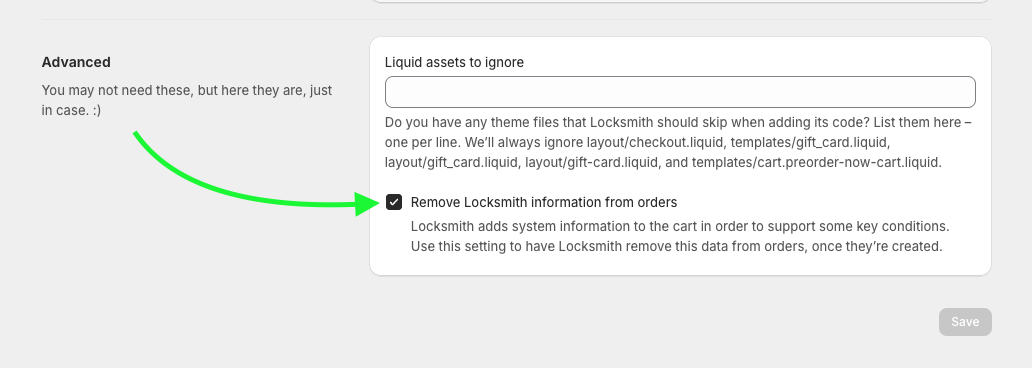 Advanced
You may not need these, but here they are, just
in case. :)
Liquid assets to ignore
Do you have any theme files that Locksmith should skip when adding its code? List them here –
one per line. We’ll always ignore layout/checkout.liquid, templates/gift_card.liquid,
layout/gift_card.liquid, layout/gift-card.liquid, and templates/cart.preorder-now-cart.liquid.
Remove Locksmith information from orders
Locksmith adds system information to the cart in order to support some key conditions.
Use this setting to have Locksmith remove this data from orders, once they’re created.
Save